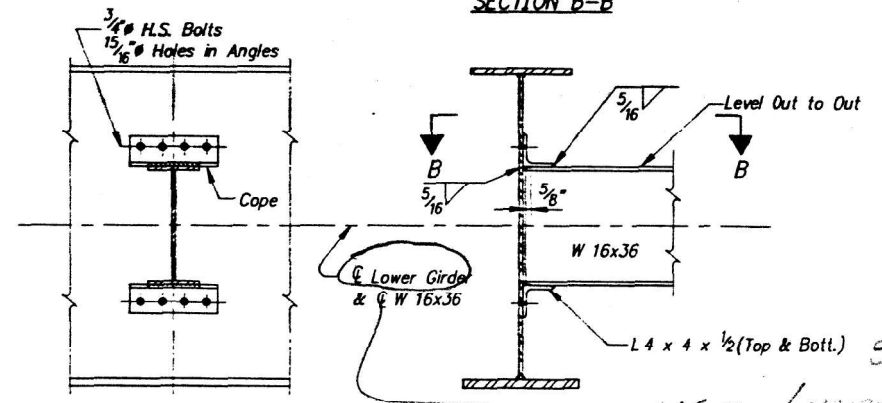 SECTION B-B
3/4"ø H.S. Bolts
15/16"ø Holes in Angles
Cope
5/16
Level Out to Out
B
B
5/16
5/8"
W 16x36
℄ Lower Girder
& ℄ W 16x36
L 4 x 4 x 1/2 (Top & Bott.)